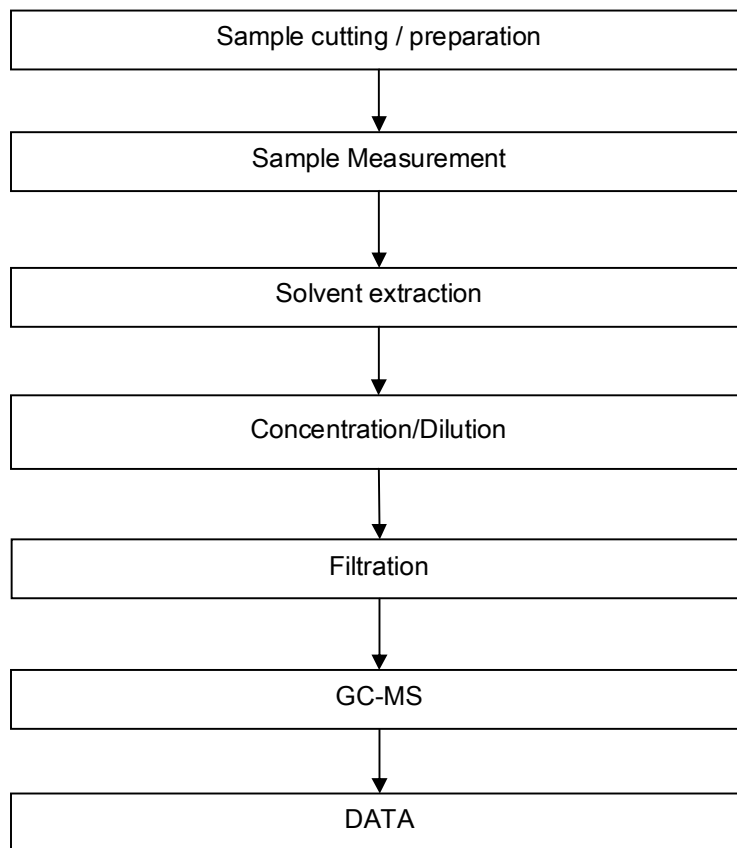 Sample cutting / preparation
Sample Measurement
Solvent extraction
Concentration/Dilution
Filtration
GC-MS
DATA